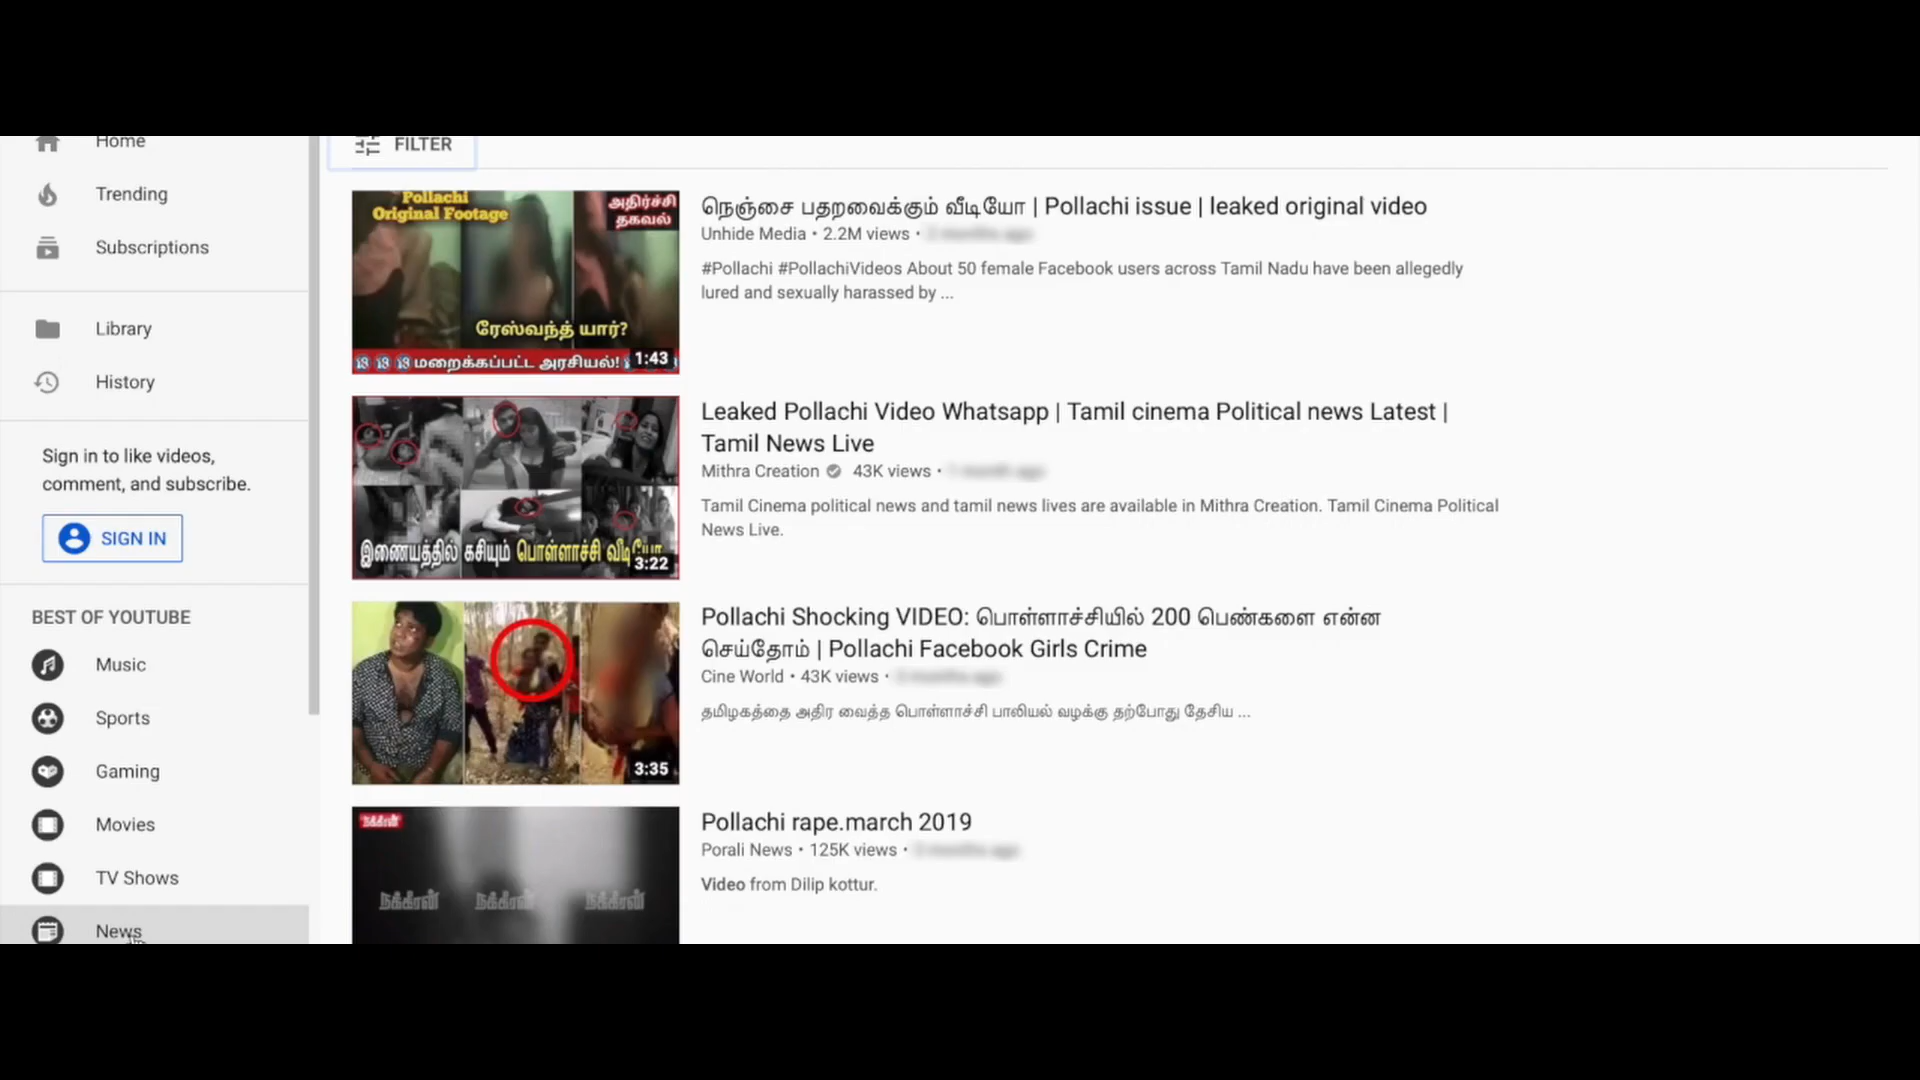 Home
FILTER
Trending
Subscriptions
Library
History
Sign in to like videos,
comment, and subscribe.
SIGN IN
BEST OF YOUTUBE
Music
Sports
Gaming
Movies
TV Shows
News
Pollachi
Original Footage
அதிர்ச்சி
தகவல்
ரேஸ்வந்த் யார்?
மறைக்கப்பட்ட அரசியல்!
1:43
நெஞ்சை பதறவைக்கும் வீடியோ | Pollachi issue | leaked original video
Unhide Media • 2.2M views •
#Pollachi #PollachiVideos About 50 female Facebook users across Tamil Nadu have been allegedly
lured and sexually harassed by ...
இணையத்தில் கசியும் பொள்ளாச்சி வீடியோ
3:22
Leaked Pollachi Video Whatsapp | Tamil cinema Political news Latest |
Tamil News Live
Mithra Creation 43K views •
Tamil Cinema political news and tamil news lives are available in Mithra Creation. Tamil Cinema Political
News Live.
3:35
Pollachi Shocking VIDEO: பொள்ளாச்சியில் 200 பெண்களை என்ன
செய்தோம் | Pollachi Facebook Girls Crime
Cine World • 43K views •
தமிழகத்தை அதிர வைத்த பொள்ளாச்சி பாலியல் வழக்கு தற்போது தேசிய ...
நக்கீரன்
நக்கீரன் நக்கீரன் நக்கீரன்
Pollachi rape.march 2019
Porali News • 125K views •
Video from Dilip kottur.